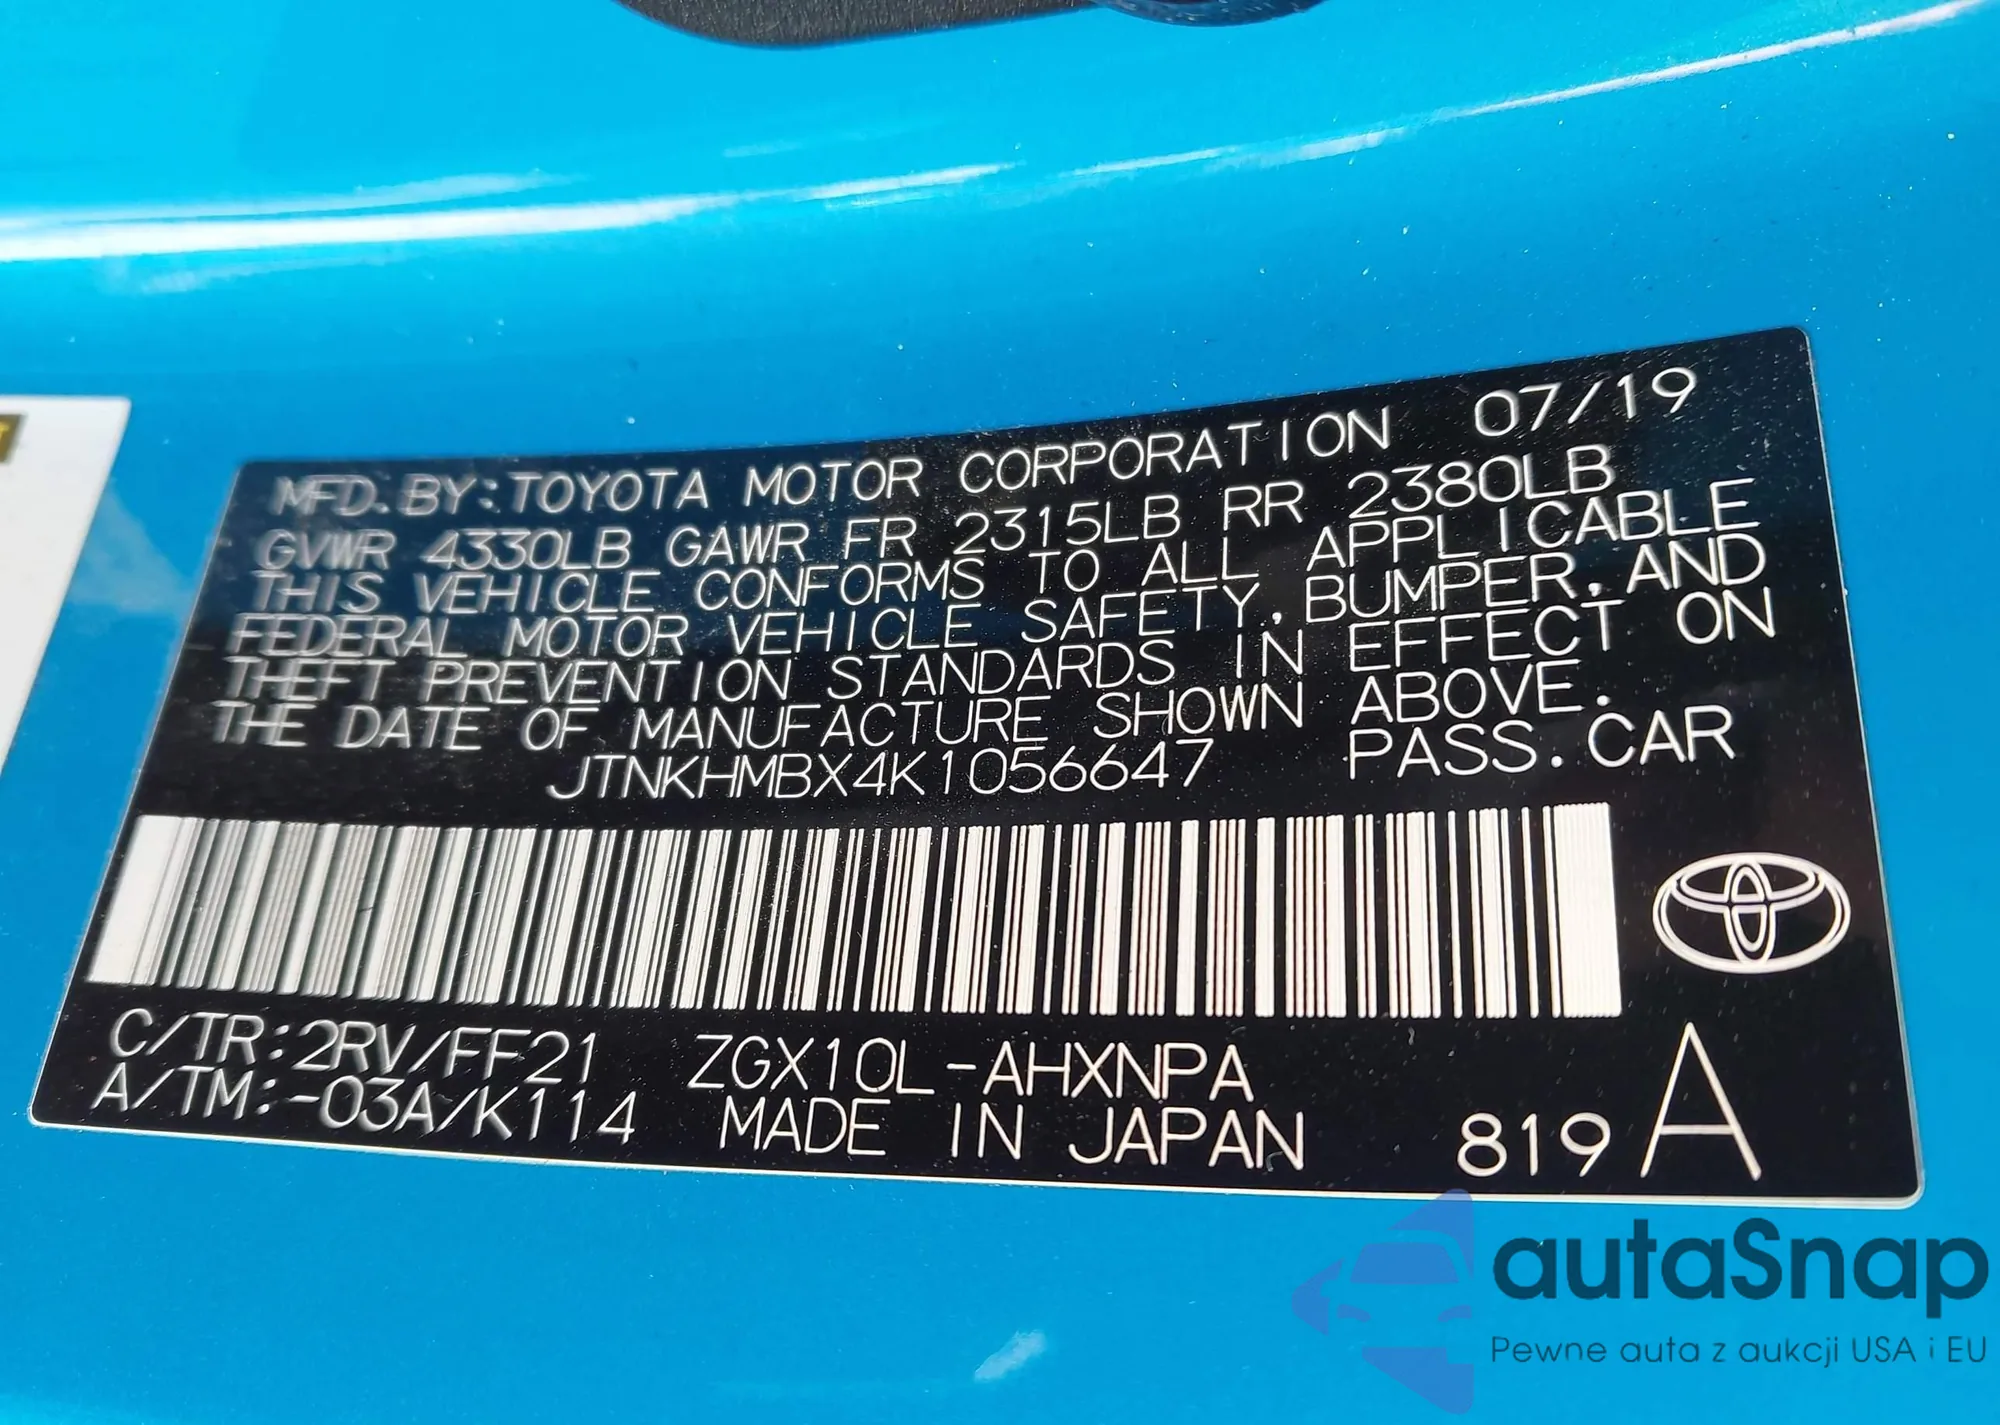 MFD. BY: TOYOTA MOTOR CORPORATION 07/19
GVWR 4330LB GAWR FR 2315LB RR 2380LB
THIS VEHICLE CONFORMS TO ALL APPLICABLE
FEDERAL MOTOR VEHICLE SAFETY, BUMPER, AND
THEFT PREVENTION STANDARDS IN EFFECT ON
THE DATE OF MANUFACTURE SHOWN ABOVE.
JTNKHMBX4K1056647 PASS. CAR
C/TR: 2RV/FF21 ZGX10L-AHXNPA
A/TM: -03A/K114 MADE IN JAPAN 819A
autaSnap
Pewne auta z aukcji USA i EU